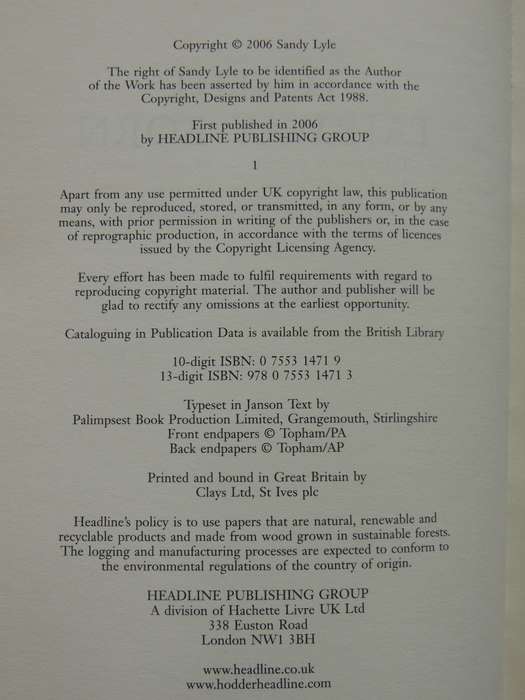 Copyright © 2006 Sandy Lyle
The right of Sandy Lyle to be identified as the Author
of the Work has been asserted by him in accordance with the
Copyright, Designs and Patents Act 1988.
First published in 2006
by HEADLINE PUBLISHING GROUP
1
Apart from any use permitted under UK copyright law, this publication
may only be reproduced, stored, or transmitted, in any form, or by any
means, with prior permission in writing of the publishers or, in the case
of reprographic production, in accordance with the terms of licences
issued by the Copyright Licensing Agency.
Every effort has been made to fulfil requirements with regard to
reproducing copyright material. The author and publisher will be
glad to rectify any omissions at the earliest opportunity.
Cataloguing in Publication Data is available from the British Library
10-digit ISBN: 0 7553 1471 9
13-digit ISBN: 978 0 7553 1471 3
Typeset in Janson Text by
Palimpsest Book Production Limited, Grangemouth, Stirlingshire
Front endpapers © Topham/PA
Back endpapers © Topham/AP
Printed and bound in Great Britain by
Clays Ltd, St Ives plc
Headline's policy is to use papers that are natural, renewable and
recyclable products and made from wood grown in sustainable forests.
The logging and manufacturing processes are expected to conform to
the environmental regulations of the country of origin.
HEADLINE PUBLISHING GROUP
A division of Hachette Livre UK Ltd
338 Euston Road
London NW1 3BH
www.headline.co.uk
www.hodderheadline.com